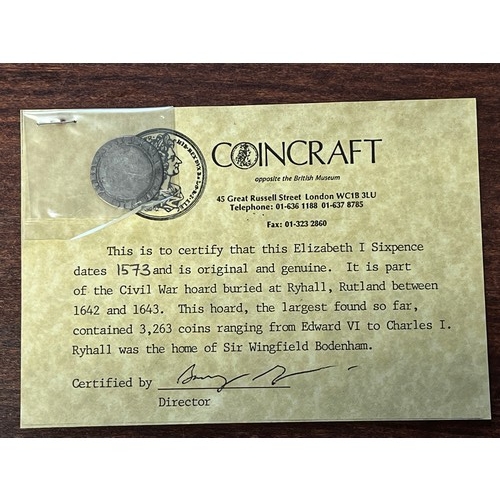 COINCRAFT
opposite the British Museum
45 Great Russell Street London WC1B 3LU
Telephone: 01-636 1188 01-637 8785
Fax: 01-323 2860
This is to certify that this Elizabeth I Sixpence
dates 1573 and is original and genuine. It is part
of the Civil War hoard buried at Ryhall, Rutland between
1642 and 1643. This hoard, the largest found so far,
contained 3,263 coins ranging from Edward VI to Charles I.
Ryhall was the home of Sir Wingfield Bodenham.
Certified by
Director